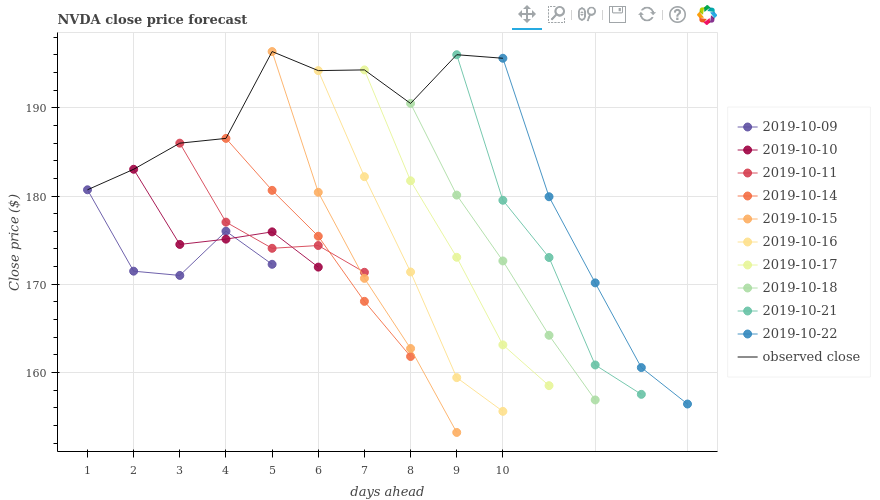 NVDA close price forecast
190
180
170
160
Close price ($)
1 2 3 4 5 6 7 8 9 10
days ahead
2019-10-09
2019-10-10
2019-10-11
2019-10-14
2019-10-15
2019-10-16
2019-10-17
2019-10-18
2019-10-21
2019-10-22
observed close